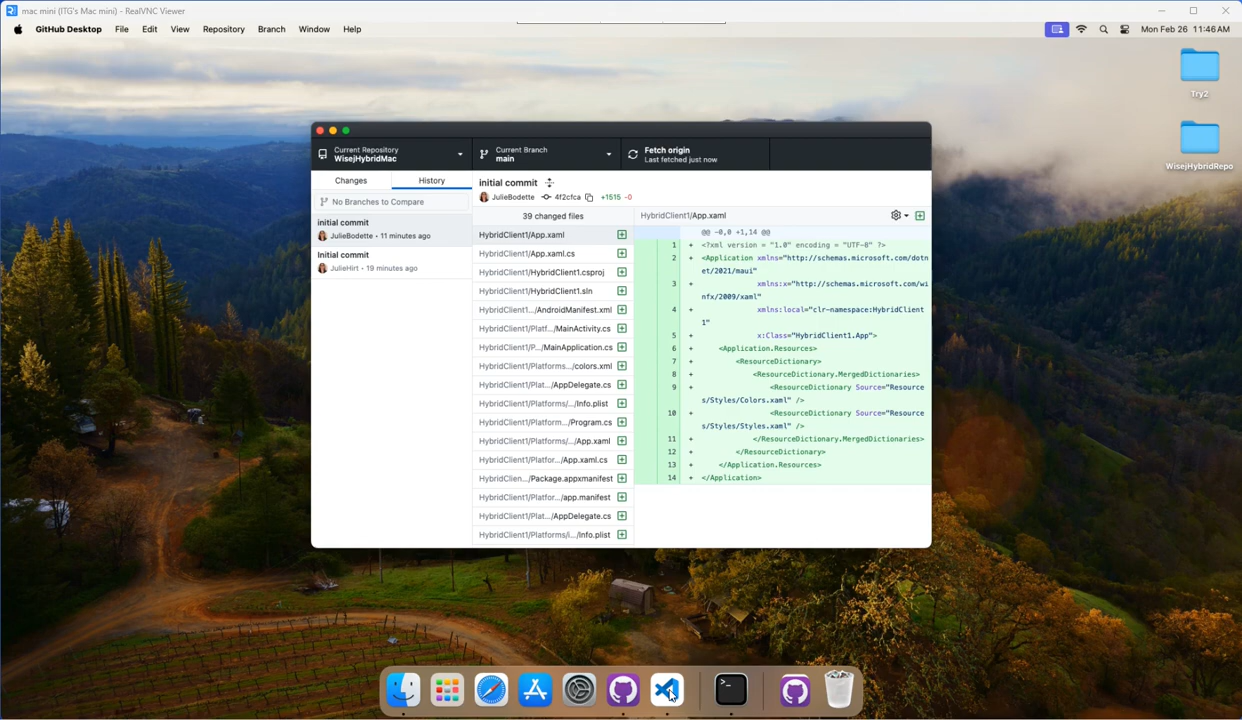 mac mini (ITG's Mac mini) - RealVNC Viewer
GitHub Desktop File Edit View Repository Branch Window Help
Mon Feb 26 11:46AM
Try2
WisejHybridRepo
Current Repository
WisejHybridMac
Current Branch
main
Fetch origin
Last fetched just now
Changes History
No Branches to Compare
initial commit
JulieBodette • 11 minutes ago
Initial commit
JulieHirt • 19 minutes ago
initial commit
JulieBodette 4f2cfca +1515 -0
39 changed files
HybridClient1/App.xaml
HybridClient1/App.xaml.cs
HybridClient1/HybridClient1.csproj
HybridClient1/HybridClient1.sln
HybridClient1.../AndroidManifest.xml
HybridClient1/Platf.../MainActivity.cs
HybridClient1/P.../MainApplication.cs
HybridClient1/Platforms.../colors.xml
HybridClient1/Plat.../AppDelegate.cs
HybridClient1/Platforms/.../Info.plist
HybridClient1/Platform.../Program.cs
HybridClient1/Platforms/.../App.xaml
HybridClient1/Platfor.../App.xaml.cs
HybridClien.../Package.appxmanifest
HybridClient1/Platfor.../app.manifest
HybridClient1/Plat.../AppDelegate.cs
HybridClient1/Platforms/i.../Info.plist
HybridClient1/App.xaml
@@ -0,0 +1,14 @@
1 + <?xml version = "1.0" encoding = "UTF-8" ?>
2 + <Application xmlns="http://schemas.microsoft.com/dotn
et/2021/maui"
3 + xmlns:x="http://schemas.microsoft.com/wi
nfx/2009/xaml"
4 + xmlns:local="clr-namespace:HybridClient
1"
5 + x:Class="HybridClient1.App">
6 + <Application.Resources>
7 + <ResourceDictionary>
8 + <ResourceDictionary.MergedDictionaries>
9 + <ResourceDictionary Source="Resource
s/Styles/Colors.xaml" />
10 + <ResourceDictionary Source="Resource
s/Styles/Styles.xaml" />
11 + </ResourceDictionary.MergedDictionaries>
12 + </ResourceDictionary>
13 + </Application.Resources>
14 + </Application>